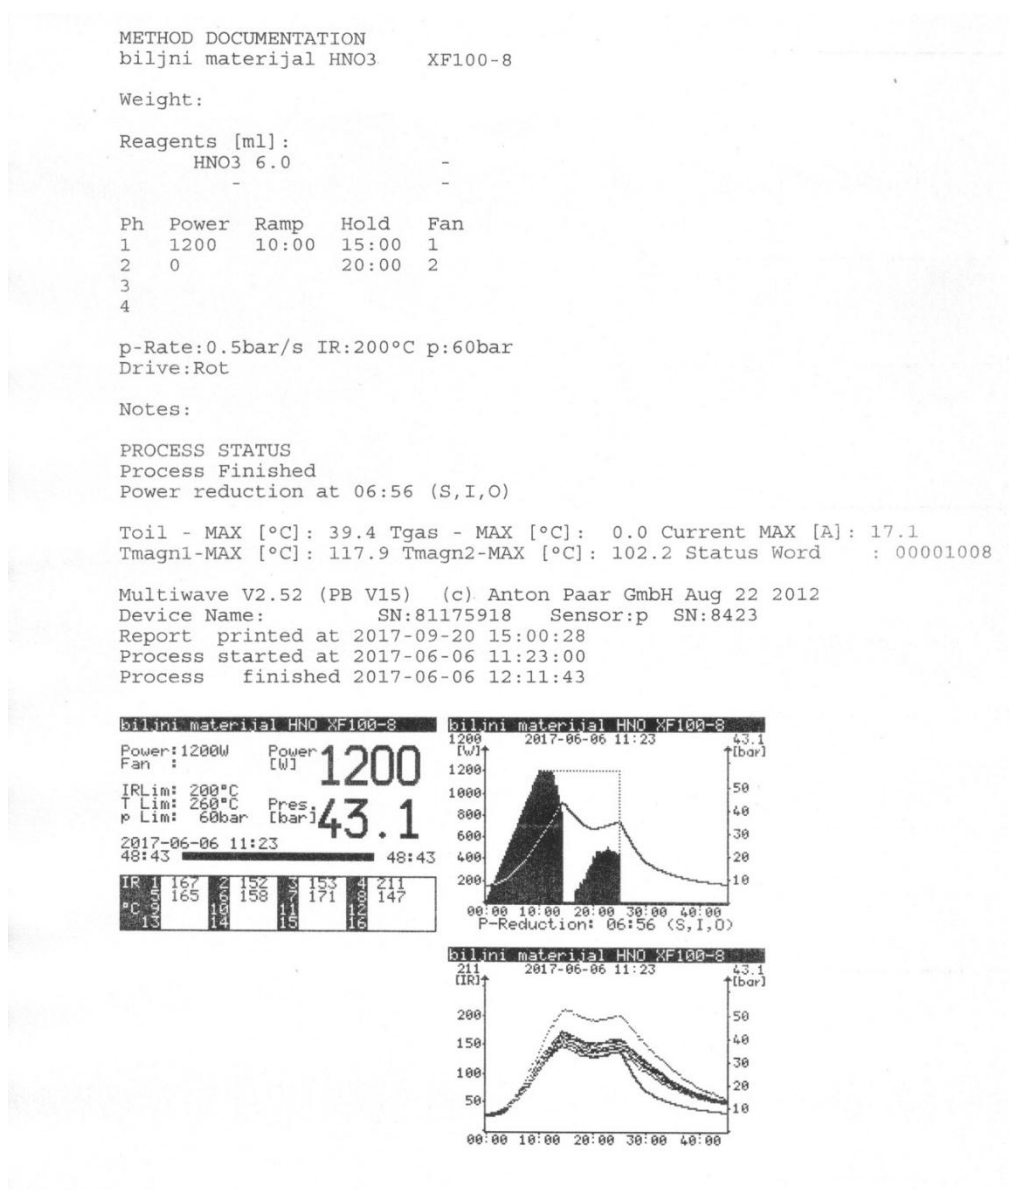 METHOD DOCUMENTATION
biljni materijal HNO3 XF100-8
Weight:
Reagents [ml]:
HNO3 6.0 -
- -
Ph Power Ramp Hold Fan
1 1200 10:00 15:00 1
2 0 20:00 2
3
4
p-Rate:0.5bar/s IR:200°C p:60bar
Drive:Rot
Notes:
PROCESS STATUS
Process Finished
Power reduction at 06:56 (S,I,O)
Toil - MAX [°C]: 39.4 Tgas - MAX [°C]: 0.0 Current MAX [A]: 17.1
Tmagn1-MAX [°C]: 117.9 Tmagn2-MAX [°C]: 102.2 Status Word : 00001008
Multiwave V2.52 (PB V15) (c) Anton Paar GmbH Aug 22 2012
Device Name: SN:81175918 Sensor:p SN:8423
Report printed at 2017-09-20 15:00:28
Process started at 2017-06-06 11:23:00
Process finished 2017-06-06 12:11:43
biljni materijal HNO XF100-8
Power:1200W Power 1200
Fan : [W]
IRLim: 200°C
T Lim: 260°C Pres. 43.1
p Lim: 60bar [bar]
2017-06-06 11:23
48:43 48:43
IR 1 167 2 152 3 153 4 211
5 165 6 158 7 171 8 147
°C 9 10 11 12
13 14 15 16
biljni materijal HNO XF100-8
1200 2017-06-06 11:23 43.1
[W] [bar]
1200
1000 50
800 40
600 30
400 20
200 10
00:00 10:00 20:00 30:00 40:00
P-Reduction: 06:56 (S,I,O)
biljni materijal HNO XF100-8
211 2017-06-06 11:23 43.1
[IR] [bar]
200 50
150 40
100 30
50 20
10
00:00 10:00 20:00 30:00 40:00